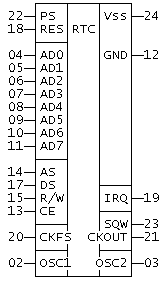 22 PS RTC VSS 24
18 RES
04 AD0 GND 12
05 AD1
06 AD2
07 AD3
08 AD4
09 AD5
10 AD6
11 AD7
14 AS
17 DS
15 R/W IRQ 19
13 CE
SQW 23
20 CKFS CKOUT 21
02 OSC1 OSC2 03